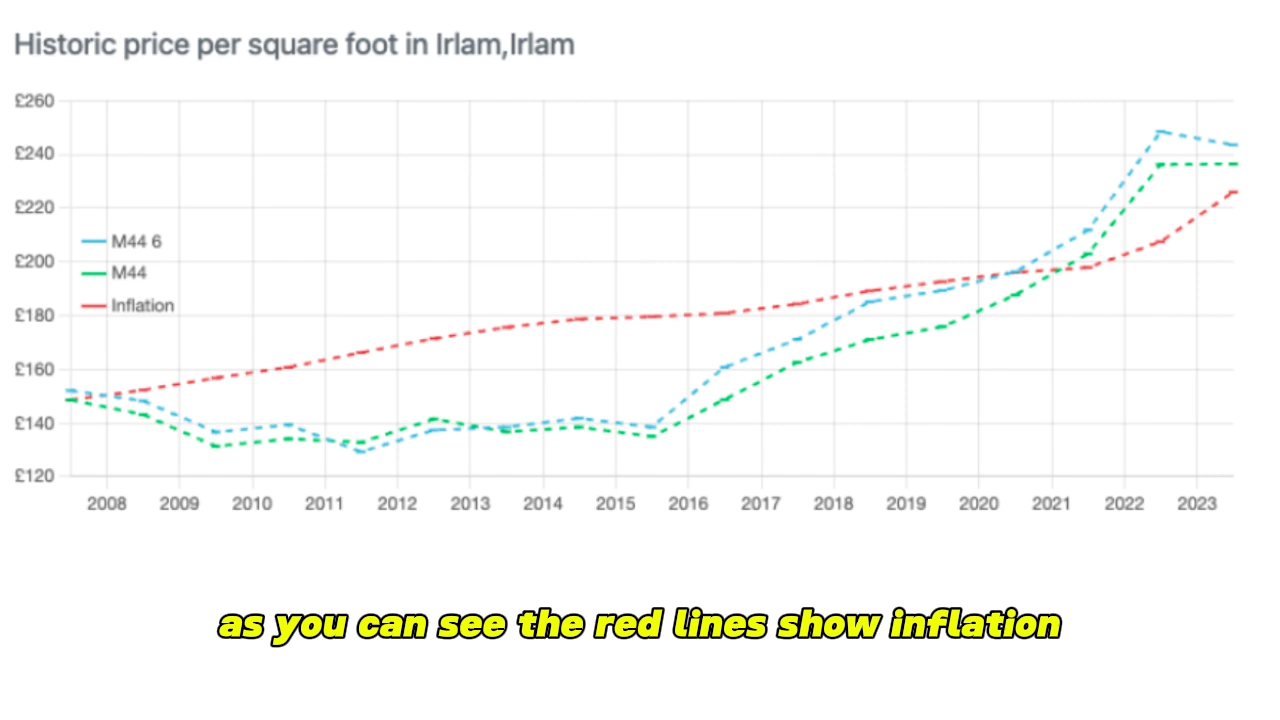 Historic price per square foot in Irlam,Irlam
£260
£240
£220
£200
£180
£160
£140
£120
M44 6
M44
Inflation
2008 2009 2010 2011 2012 2013 2014 2015 2016 2017 2018 2019 2020 2021 2022 2023
as you can see the red lines show inflation